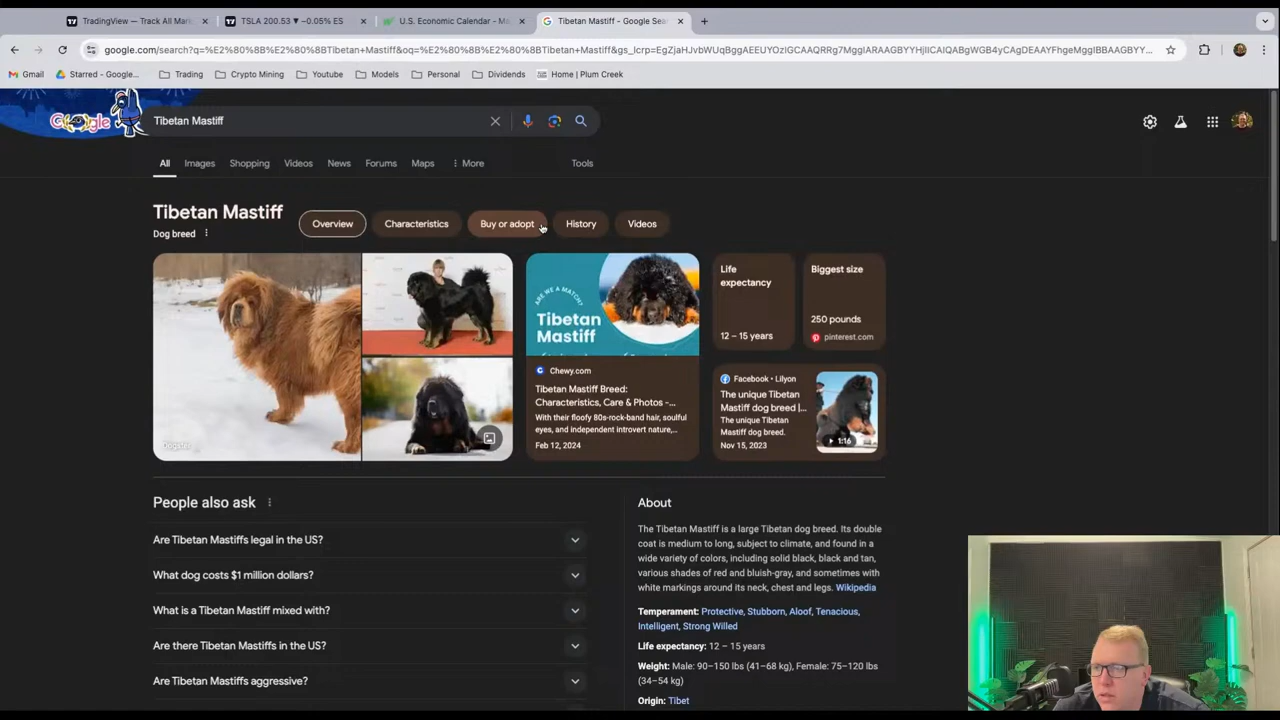 TradingView — Track All Mar
TSLA 200.53 ▼ −0.05% ES
U.S. Economic Calendar - Ma
Tibetan Mastiff - Google Sea
google.com/search?q=%E2%80%8B%E2%80%8BTibetan+Mastiff&oq=%E2%80%8B%E2%80%8BTibetan+Mastiff&gs_lcrp=
Gmail
Starred - Google...
Trading
Crypto Mining
Youtube
Models
Personal
Dividends
Home | Plum Creek
Google
Tibetan Mastiff
All
Images
Shopping
Videos
News
Forums
Maps
More
Tools
Tibetan Mastiff
Dog breed
Overview
Characteristics
Buy or adopt
History
Videos
Dogster
ARE WE A MATCH?
Tibetan
Mastiff
Chewy.com
Tibetan Mastiff Breed:
Characteristics, Care & Photos -...
With their floofy 80s-rock-band hair, soulful
eyes, and independent introvert nature,...
Feb 12, 2024
Life
expectancy
12 – 15 years
Biggest size
250 pounds
pinterest.com
Facebook • Lilyon
The unique Tibetan
Mastiff dog breed |...
The unique Tibetan
Mastiff dog breed.
Nov 15, 2023
1:16
People also ask
Are Tibetan Mastiffs legal in the US?
What dog costs $1 million dollars?
What is a Tibetan Mastiff mixed with?
Are there Tibetan Mastiffs in the US?
Are Tibetan Mastiffs aggressive?
About
The Tibetan Mastiff is a large Tibetan dog breed. Its double
coat is medium to long, subject to climate, and found in a
wide variety of colors, including solid black, black and tan,
various shades of red and bluish-gray, and sometimes with
white markings around its neck, chest and legs. Wikipedia
Temperament: Protective, Stubborn, Aloof, Tenacious,
Intelligent, Strong Willed
Life expectancy: 12 – 15 years
Weight: Male: 90–150 lbs (41–68 kg), Female: 75–120 lbs
(34–54 kg)
Origin: Tibet